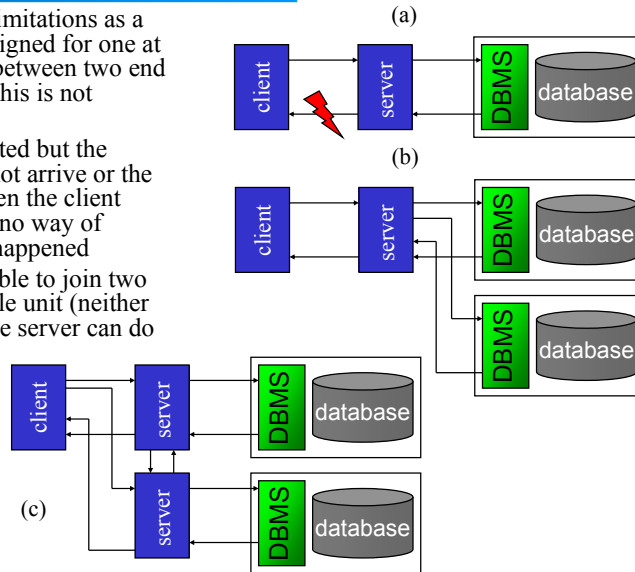 imitations as a
igned for one at
between two end
his is not
ted but the
not arrive or the
en the client
no way of
happened
ble to join two
le unit (neither
e server can do
(a)
client
server
DBMS
database
(b)
client
server
DBMS
database
DBMS
database
client
server
DBMS
database
server
DBMS
database
(c)